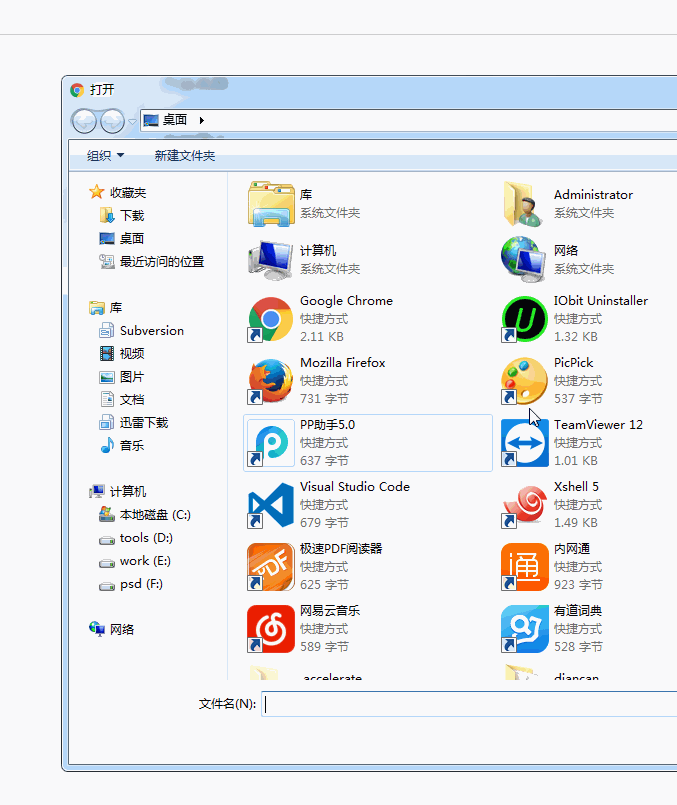 打开
桌面
组织
新建文件夹
收藏夹
下载
桌面
最近访问的位置
库
Subversion
视频
图片
文档
迅雷下载
音乐
计算机
本地磁盘 (C:)
tools (D:)
work (E:)
psd (F:)
网络
库
系统文件夹
Administrator
系统文件夹
计算机
系统文件夹
网络
系统文件夹
Google Chrome
快捷方式
2.11 KB
IObit Uninstaller
快捷方式
1.32 KB
Mozilla Firefox
快捷方式
731 字节
PicPick
快捷方式
537 字节
PP助手5.0
快捷方式
637 字节
TeamViewer 12
快捷方式
1.01 KB
Visual Studio Code
快捷方式
679 字节
Xshell 5
快捷方式
1.49 KB
PDF
极速PDF阅读器
快捷方式
625 字节
通
内网通
快捷方式
923 字节
网易云音乐
快捷方式
589 字节
有道词典
快捷方式
528 字节
accelerate
diancan
文件名(N):